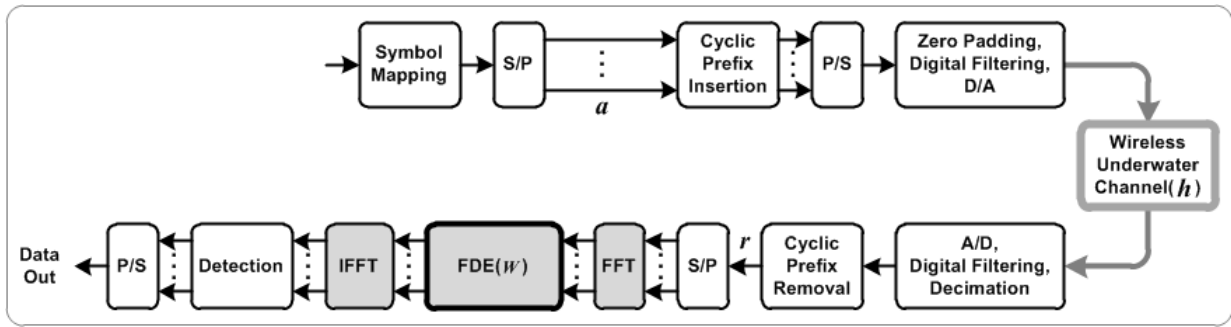 Symbol
Mapping
S/P
a
Cyclic
Prefix
Insertion
P/S
Zero Padding,
Digital Filtering,
D/A
Wireless
Underwater
Channel(h)
Data
Out
P/S
Detection
IFFT
FDE(W)
FFT
S/P
r
Cyclic
Prefix
Removal
A/D,
Digital Filtering,
Decimation